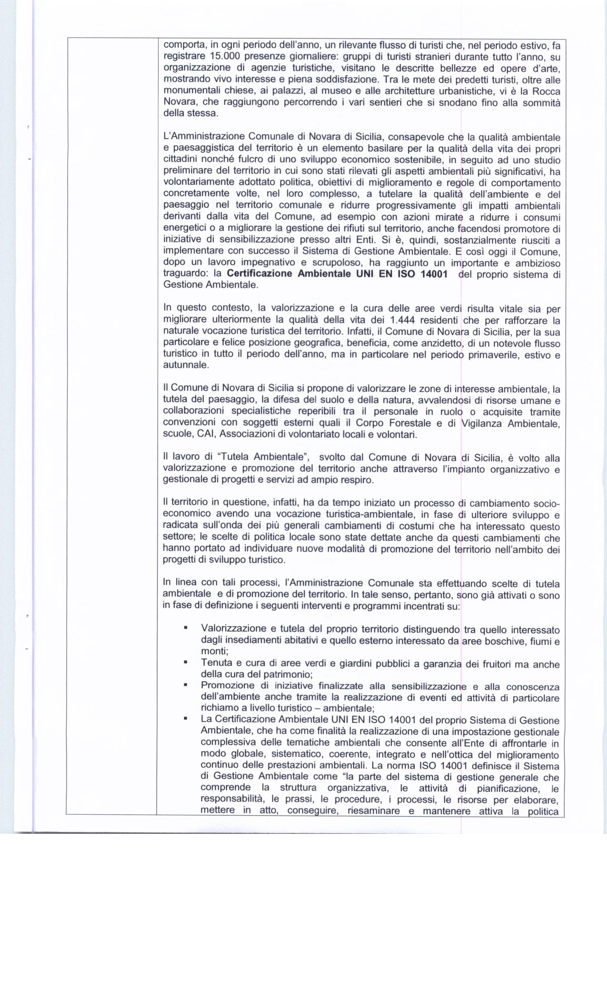 comporta, in ogni periodo dell'anno, un rilevante flusso di turisti che, nel periodo estivo, fa
registrare 15.000 presenze giornaliere: gruppi di turisti stranieri durante tutto l'anno, su
organizzazione di agenzie turistiche, visitano le descritte bellezze ed opere d'arte,
mostrando vivo interesse e piena soddisfazione. Tra le mete dei predetti turisti, oltre alle
monumentali chiese, ai palazzi, al museo e alle architetture urbanistiche, vi è la Rocca
Novara, che raggiungono percorrendo i vari sentieri che si snodano fino alla sommità
della stessa.
L'Amministrazione Comunale di Novara di Sicilia, consapevole che la qualità ambientale
e paesaggistica del territorio è un elemento basilare per la qualità della vita dei propri
cittadini nonché fulcro di uno sviluppo economico sostenibile, in seguito ad uno studio
preliminare del territorio in cui sono stati rilevati gli aspetti ambientali più significativi, ha
volontariamente adottato politica, obiettivi di miglioramento e regole di comportamento
concretamente volte, nel loro complesso, a tutelare la qualità dell'ambiente e del
paesaggio nel territorio comunale e ridurre progressivamente gli impatti ambientali
derivanti dalla vita del Comune, ad esempio con azioni mirate a ridurre i consumi
energetici o a migliorare la gestione dei rifiuti sul territorio, anche facendosi promotore di
iniziative di sensibilizzazione presso altri Enti. Si è, quindi, sostanzialmente riusciti a
implementare con successo il Sistema di Gestione Ambientale. E così oggi il Comune,
dopo un lavoro impegnativo e scrupoloso, ha raggiunto un importante e ambizioso
traguardo: la Certificazione Ambientale UNI EN ISO 14001 del proprio sistema di
Gestione Ambientale.
In questo contesto, la valorizzazione e la cura delle aree verdi risulta vitale sia per
migliorare ulteriormente la qualità della vita dei 1.444 residenti che per rafforzare la
naturale vocazione turistica del territorio. Infatti, il Comune di Novara di Sicilia, per la sua
particolare e felice posizione geografica, beneficia, come anzidetto, di un notevole flusso
turistico in tutto il periodo dell'anno, ma in particolare nel periodo primaverile, estivo e
autunnale.
Il Comune di Novara di Sicilia si propone di valorizzare le zone di interesse ambientale, la
tutela del paesaggio, la difesa del suolo e della natura, avvalendosi di risorse umane e
collaborazioni specialistiche reperibili tra il personale in ruolo o acquisite tramite
convenzioni con soggetti esterni quali il Corpo Forestale e di Vigilanza Ambientale,
scuole, CAI, Associazioni di volontariato locali e volontari.
Il lavoro di “Tutela Ambientale”, svolto dal Comune di Novara di Sicilia, è volto alla
valorizzazione e promozione del territorio anche attraverso l'impianto organizzativo e
gestionale di progetti e servizi ad ampio respiro.
Il territorio in questione, infatti, ha da tempo iniziato un processo di cambiamento socio-
economico avendo una vocazione turistica-ambientale, in fase di ulteriore sviluppo e
radicata sull'onda dei più generali cambiamenti di costumi che ha interessato questo
settore; le scelte di politica locale sono state dettate anche da questi cambiamenti che
hanno portato ad individuare nuove modalità di promozione del territorio nell'ambito dei
progetti di sviluppo turistico.
In linea con tali processi, l'Amministrazione Comunale sta effettuando scelte di tutela
ambientale e di promozione del territorio. In tale senso, pertanto, sono già attivati o sono
in fase di definizione i seguenti interventi e programmi incentrati su:
▪ Valorizzazione e tutela del proprio territorio distinguendo tra quello interessato
dagli insediamenti abitativi e quello esterno interessato da aree boschive, fiumi e
monti;
▪ Tenuta e cura di aree verdi e giardini pubblici a garanzia dei fruitori ma anche
della cura del patrimonio;
▪ Promozione di iniziative finalizzate alla sensibilizzazione e alla conoscenza
dell'ambiente anche tramite la realizzazione di eventi ed attività di particolare
richiamo a livello turistico – ambientale;
▪ La Certificazione Ambientale UNI EN ISO 14001 del proprio Sistema di Gestione
Ambientale, che ha come finalità la realizzazione di una impostazione gestionale
complessiva delle tematiche ambientali che consente all'Ente di affrontarle in
modo globale, sistematico, coerente, integrato e nell'ottica del miglioramento
continuo delle prestazioni ambientali. La norma ISO 14001 definisce il Sistema
di Gestione Ambientale come “la parte del sistema di gestione generale che
comprende la struttura organizzativa, le attività di pianificazione, le
responsabilità, le prassi, le procedure, i processi, le risorse per elaborare,
mettere in atto, conseguire, riesaminare e mantenere attiva la politica